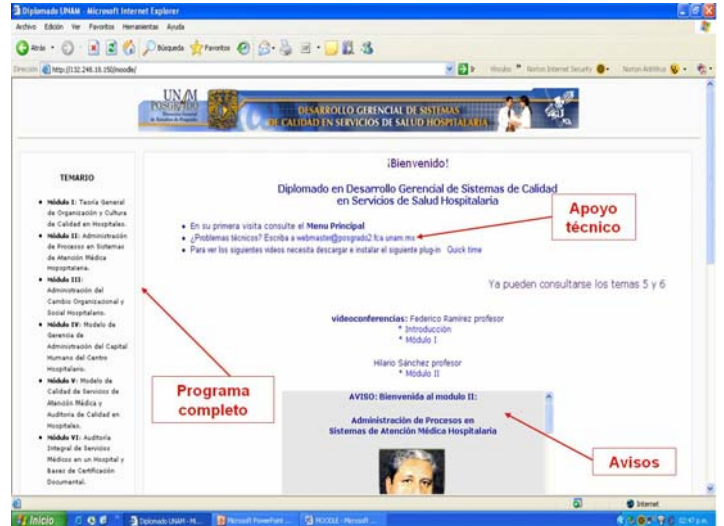 Diplomado UNAM - Microsoft Internet Explorer
Archivo Edición Ver Favoritos Herramientas Ayuda
Atrás Búsqueda Favoritos
Dirección http://132.248.18.150/moodle/ Vínculos Norton Internet Security Norton AntiVirus
UNAM
POSGRADO
DESARROLLO GERENCIAL DE SISTEMAS
DE CALIDAD EN SERVICIOS DE SALUD HOSPITALARIA
TEMARIO
Módulo I: Teoría General
de Organización y Cultura
de Calidad en Hospitales.
Módulo II: Administración
de Procesos en Sistemas
de Atención Médica
Módulo III:
Administración del
Cambio Organizacional y
Social Hospitalario.
Módulo IV: Modelo de
Gerencia de
Administración del Capital
Humano del Centro
Hospitalario.
Módulo V: Modelo de
Calidad de Servicios de
Atención Médica y
Auditoría de Calidad en
Hospitales.
Módulo VI: Auditoría
Integral de Servicios
Médicos en un Hospital y
Bases de Certificación
Documental.
¡Bienvenido!
Diplomado en Desarrollo Gerencial de Sistemas de Calidad
en Servicios de Salud Hospitalaria
En su primera visita consulte el Menu Principal
¿Problemas técnicos? Escriba a webmaster@posgrado2.fca.unam.mx
Para ver los siguientes videos necesita descargar e instalar el siguiente plug-in Quick time
Apoyo
técnico
Ya pueden consultarse los temas 5 y 6
videoconferencias: Federico Ramírez profesor
* Introducción
* Módulo I
Hilario Sánchez profesor
* Módulo II
Programa
completo
AVISO: Bienvenida al modulo II:
Administración de Procesos en
Sistemas de Atención Médica Hospitalaria
Avisos
Internet
Inicio Diplomado UNAM - Mi... Microsoft PowerPoint ... MOODLE - Microsoft ... 02:47 p.m.